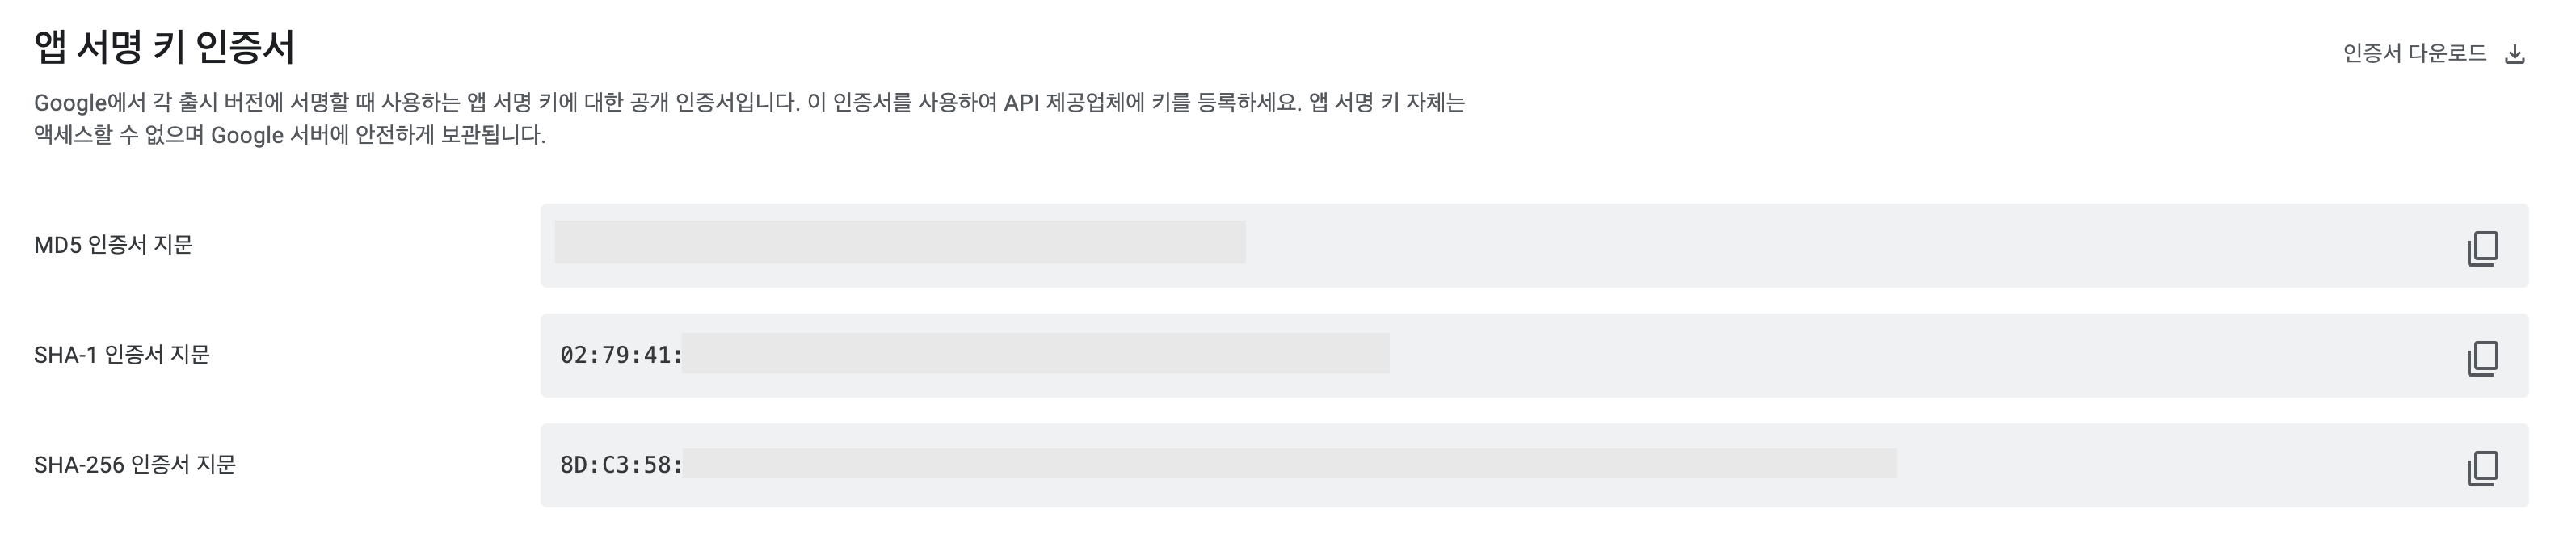 앱 서명 키 인증서
인증서 다운로드
Google에서 각 출시 버전에 서명할 때 사용하는 앱 서명 키에 대한 공개 인증서입니다. 이 인증서를 사용하여 API 제공업체에 키를 등록하세요. 앱 서명 키 자체는
액세스할 수 없으며 Google 서버에 안전하게 보관됩니다.
MD5 인증서 지문
SHA-1 인증서 지문
02:79:41:
SHA-256 인증서 지문
8D:C3:58: